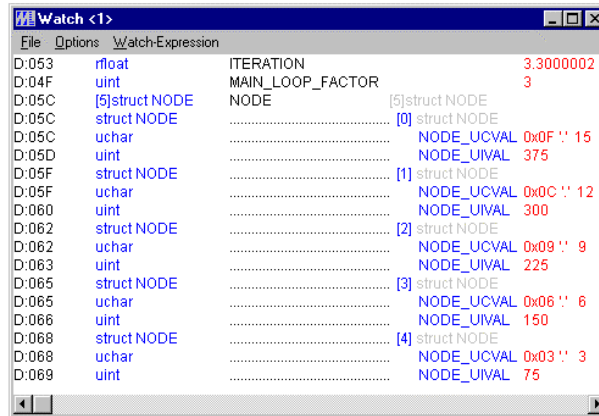 Watch <1>
File Options Watch-Expression
D:053 rfloat ITERATION 3.3000002
D:04F uint MAIN_LOOP_FACTOR 3
D:05C [5]struct NODE NODE [5]struct NODE
D:05C struct NODE ........................................ [0] struct NODE
D:05C uchar ........................................ NODE_UCVAL 0x0F '.' 15
D:05D uint ........................................ NODE_UIVAL 375
D:05F struct NODE ........................................ [1] struct NODE
D:05F uchar ........................................ NODE_UCVAL 0x0C '.' 12
D:060 uint ........................................ NODE_UIVAL 300
D:062 struct NODE ........................................ [2] struct NODE
D:062 uchar ........................................ NODE_UCVAL 0x09 '.' 9
D:063 uint ........................................ NODE_UIVAL 225
D:065 struct NODE ........................................ [3] struct NODE
D:065 uchar ........................................ NODE_UCVAL 0x06 '.' 6
D:066 uint ........................................ NODE_UIVAL 150
D:068 struct NODE ........................................ [4] struct NODE
D:068 uchar ........................................ NODE_UCVAL 0x03 '.' 3
D:069 uint ........................................ NODE_UIVAL 75